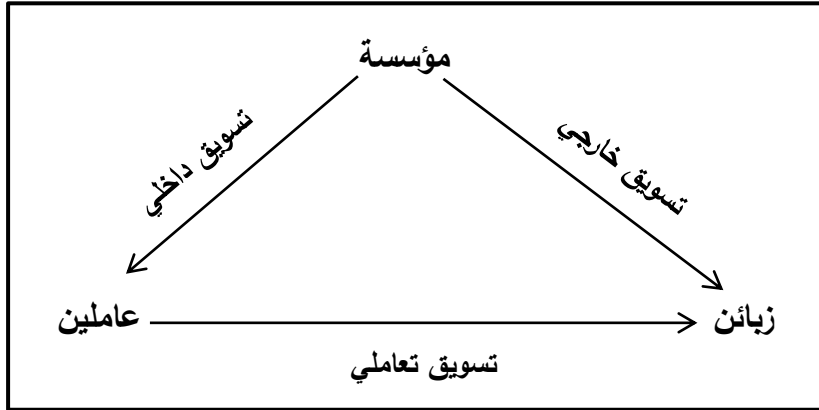 مؤسسة
تسويق خارجي
تسويق داخلي
زبائن
عاملين
تسويق تعاملي